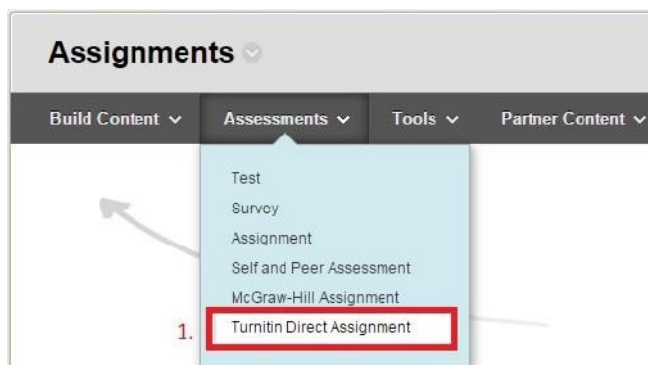 Assignments
Build Content Assessments Tools Partner Content
Test
Survey
Assignment
Self and Peer Assessment
McGraw-Hill Assignment
1. Turnitin Direct Assignment